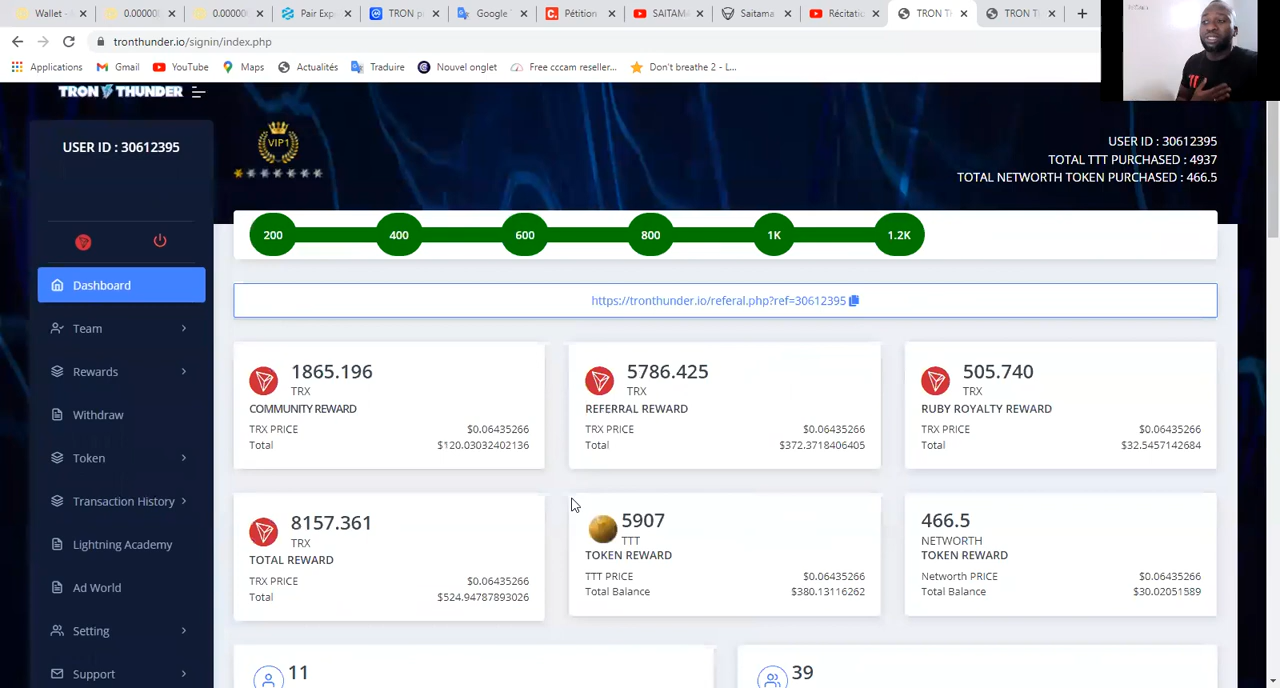 Wallet -
0.00000
0.00000
Pair Exp
TRON p
Google
Pétition
SAITAM
Saitama
Récitati
TRON T
TRON T
tronthunder.io/signin/index.php
Applications
Gmail
YouTube
Maps
Actualités
Traduire
Nouvel onglet
Free cccam reseller...
Don't breathe 2 - L...
TRON THUNDER
USER ID : 30612395
VIP1
USER ID : 30612395
TOTAL TTT PURCHASED : 4937
TOTAL NETWORTH TOKEN PURCHASED : 466.5
200
400
600
800
1K
1.2K
https://tronthunder.io/referal.php?ref=30612395
Dashboard
Team
Rewards
Withdraw
Token
Transaction History
Lightning Academy
Ad World
Setting
Support
1865.196
TRX
COMMUNITY REWARD
TRX PRICE $0.06435266
Total $120.03032402136
5786.425
TRX
REFERRAL REWARD
TRX PRICE $0.06435266
Total $372.3718406405
505.740
TRX
RUBY ROYALTY REWARD
TRX PRICE $0.06435266
Total $32.5457142684
8157.361
TRX
TOTAL REWARD
TRX PRICE $0.06435266
Total $524.94787893026
5907
TTT
TOKEN REWARD
TTT PRICE $0.06435266
Total Balance $380.13116262
466.5
NETWORTH
TOKEN REWARD
Networth PRICE $0.06435266
Total Balance $30.02051589
11
39